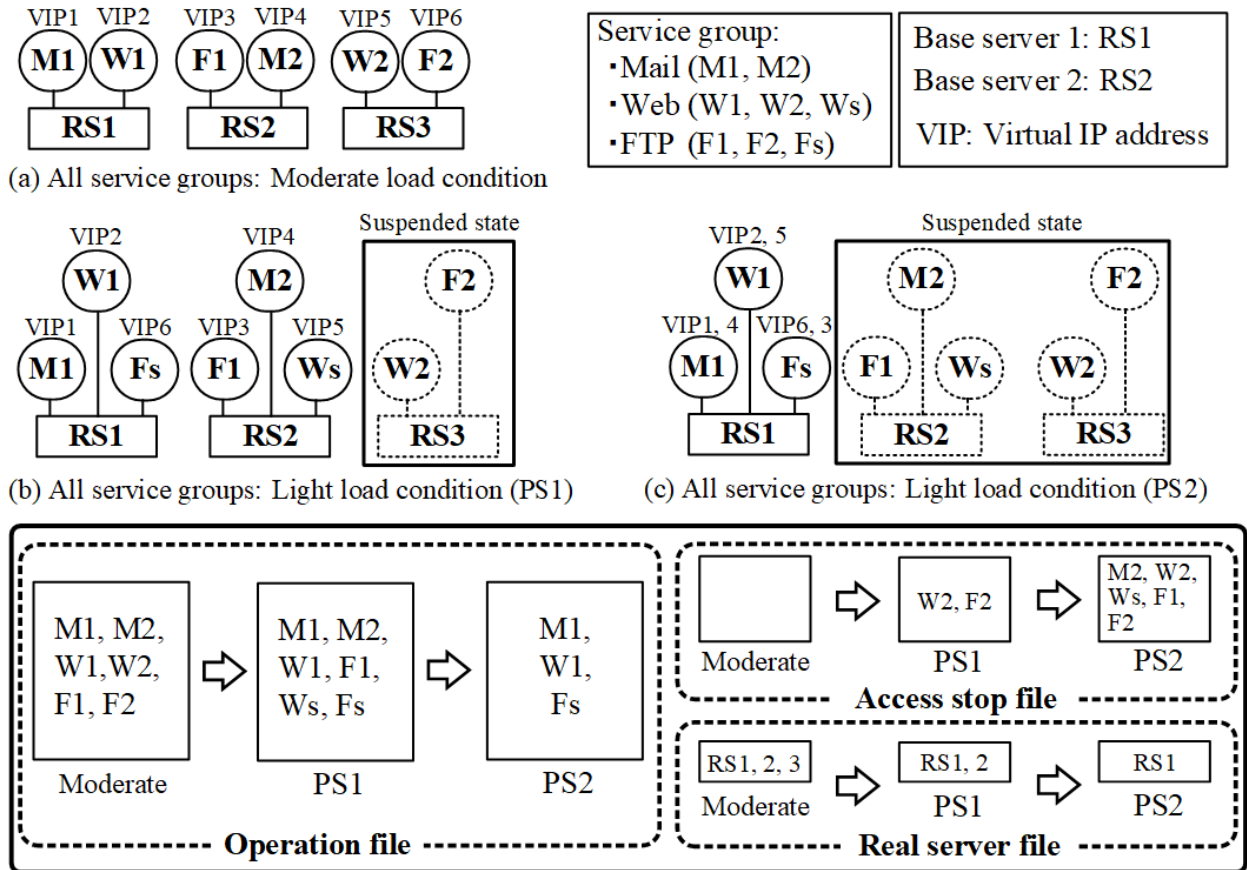 VIP1 VIP2 VIP3 VIP4 VIP5 VIP6
M1 W1 F1 M2 W2 F2
RS1 RS2 RS3
(a) All service groups: Moderate load condition
Service group:
・Mail (M1, M2)
・Web (W1, W2, Ws)
・FTP (F1, F2, Fs)
Base server 1: RS1
Base server 2: RS2
VIP: Virtual IP address
Suspended state
VIP2 VIP4
W1 M2 F2
VIP1 VIP6 VIP3 VIP5
M1 Fs F1 Ws W2
RS1 RS2 RS3
(b) All service groups: Light load condition (PS1)
Suspended state
VIP2, 5
W1 M2 F2
VIP1, 4 VIP6, 3
M1 Fs F1 Ws W2
RS1 RS2 RS3
(c) All service groups: Light load condition (PS2)
M1, M2,
W1,W2,
F1, F2
Moderate
M1, M2,
W1, F1,
Ws, Fs
PS1
M1,
W1,
Fs
PS2
Operation file
Moderate
W2, F2
PS1
M2, W2,
Ws, F1,
F2
PS2
Access stop file
RS1, 2, 3
Moderate
RS1, 2
PS1
RS1
PS2
Real server file